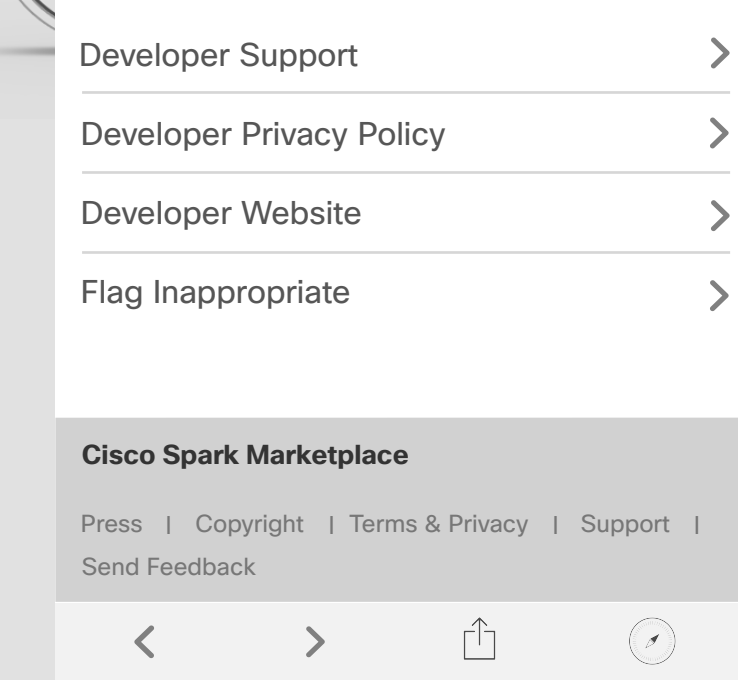 Developer Support
Developer Privacy Policy
Developer Website
Flag Inappropriate
Cisco Spark Marketplace
Press | Copyright | Terms & Privacy | Support |
Send Feedback